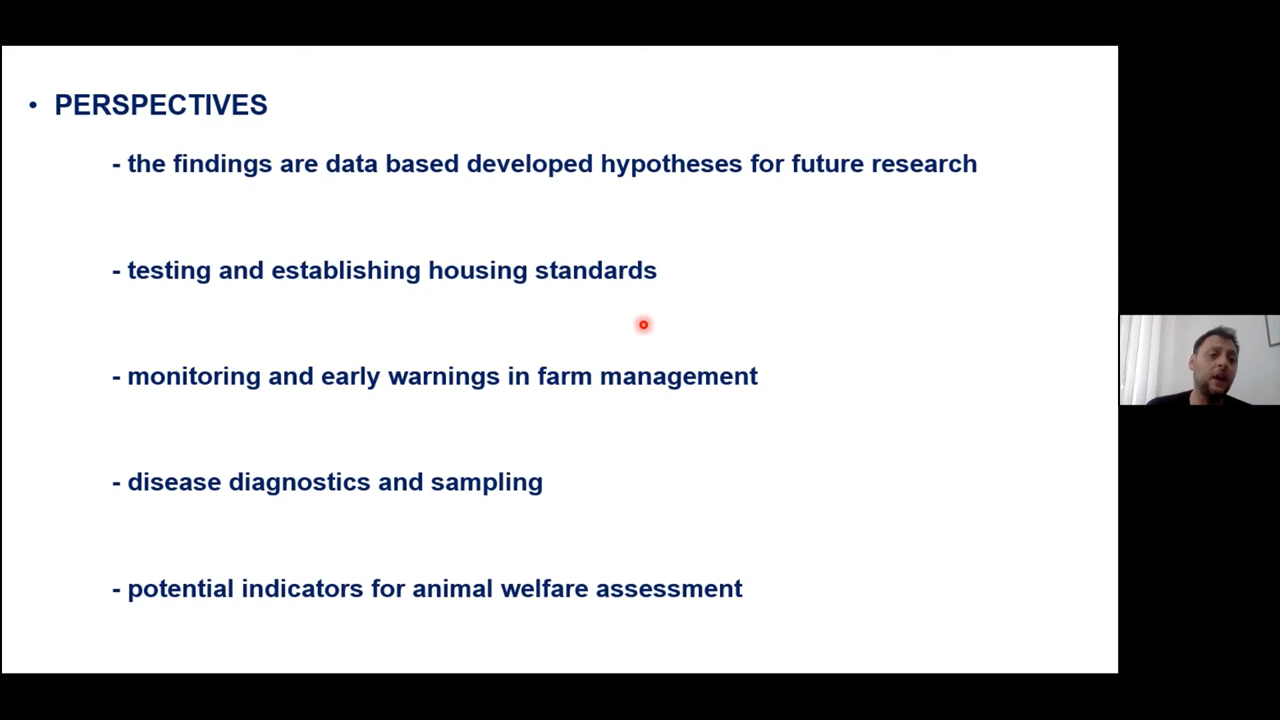 • PERSPECTIVES
- the findings are data based developed hypotheses for future research
- testing and establishing housing standards
- monitoring and early warnings in farm management
- disease diagnostics and sampling
- potential indicators for animal welfare assessment